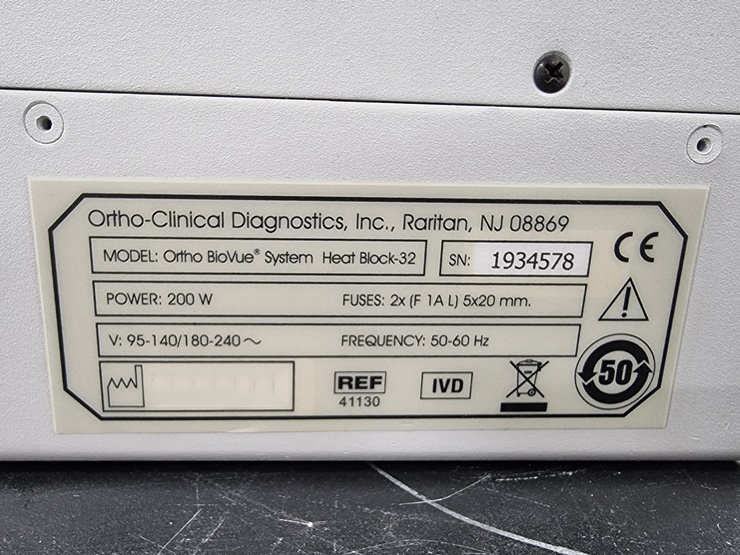 Ortho-Clinical Diagnostics, Inc., Raritan, NJ 08869
MODEL: Ortho BioVue® System Heat Block-32
SN: 1934578
CE
POWER: 200 W FUSES: 2x (F 1A L) 5x20 mm.
V: 95-140/180-240～ FREQUENCY: 50-60 Hz
REF
41130
IVD
50